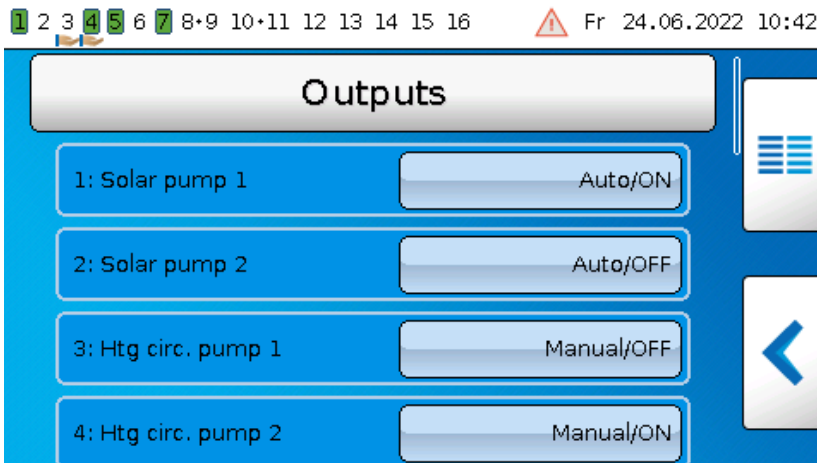 1 2 3 4 5 6 7 8·9 10·11 12 13 14 15 16 Fr 24.06.2022 10:42
Outputs
1: Solar pump 1 Auto/ON
2: Solar pump 2 Auto/OFF
3: Htg circ. pump 1 Manual/OFF
4: Htg circ. pump 2 Manual/ON